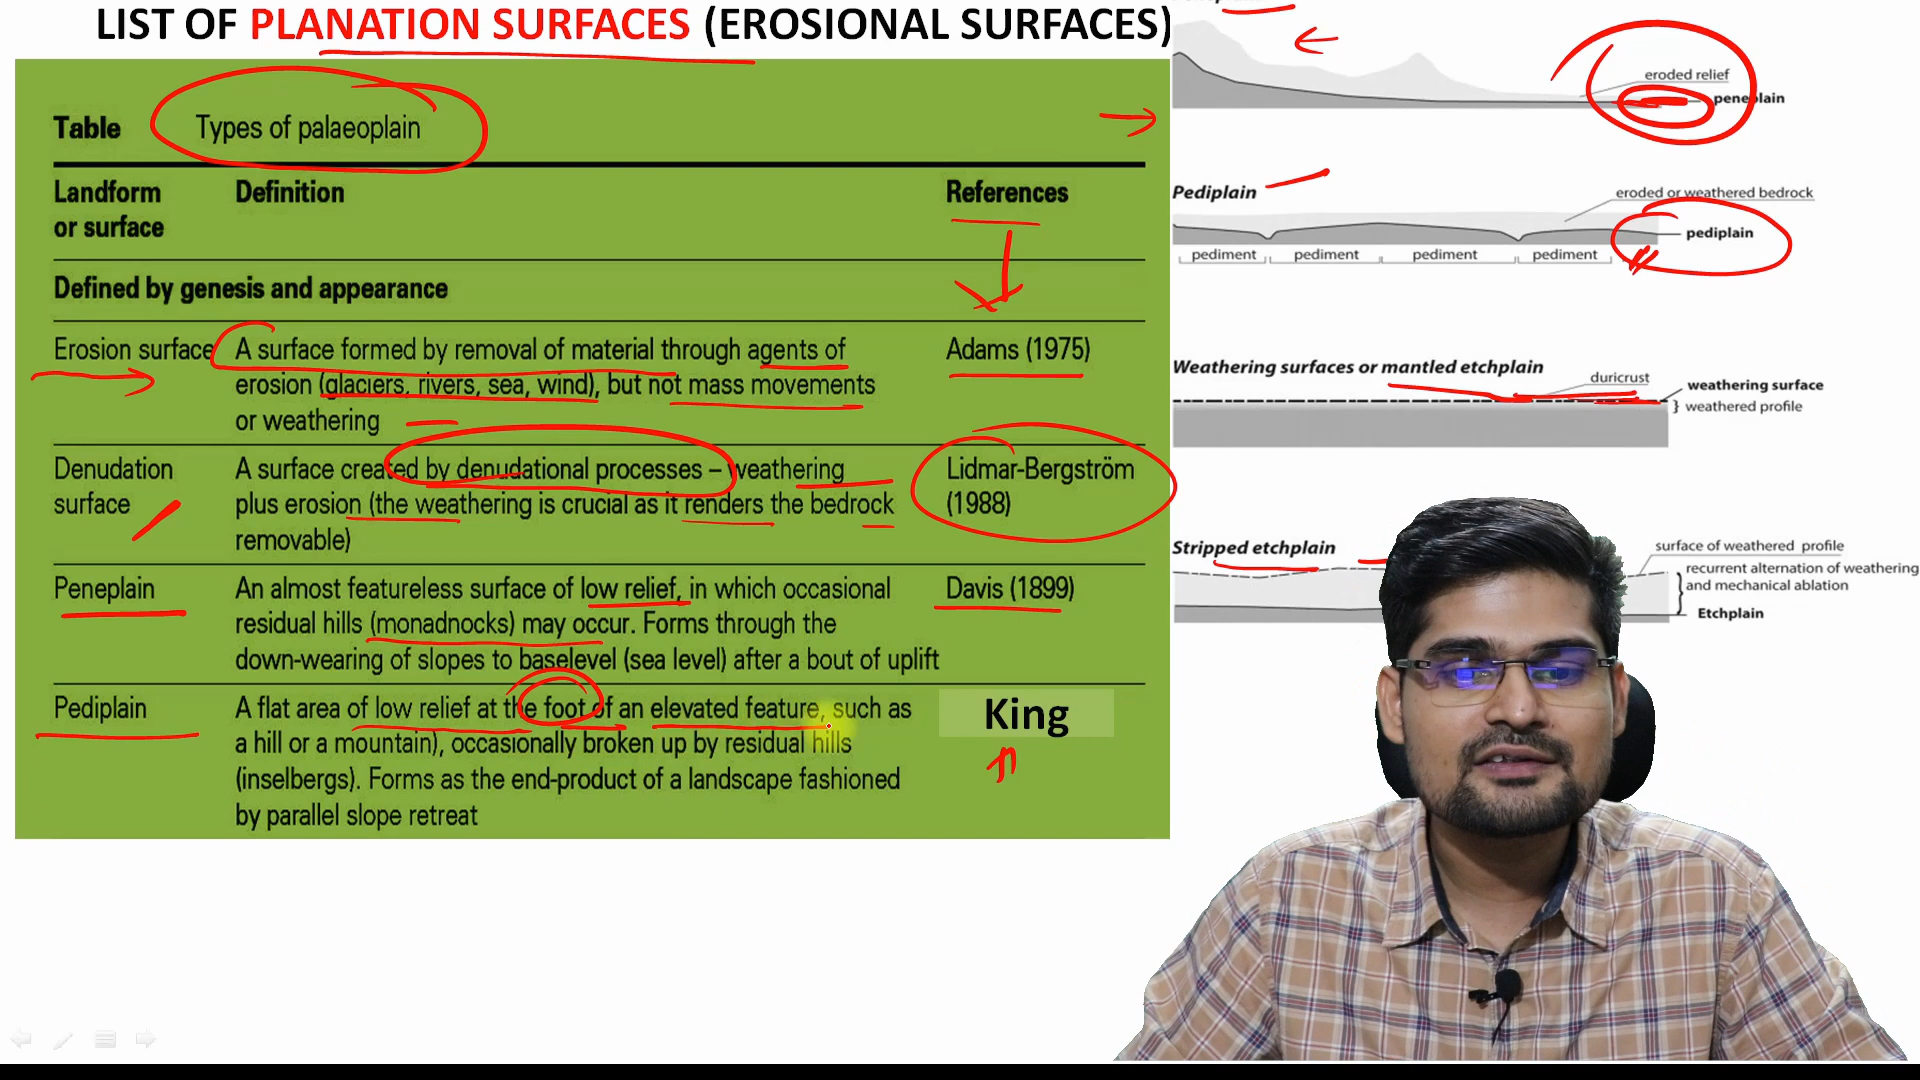 LIST OF PLANATION SURFACES (EROSIONAL SURFACES)
Table Types of palaeoplain
Landform
or surface
Definition
References
Defined by genesis and appearance
Erosion surface
A surface formed by removal of material through agents of
erosion (glaciers, rivers, sea, wind), but not mass movements
or weathering
Adams (1975)
Denudation
surface
A surface created by denudational processes – weathering
plus erosion (the weathering is crucial as it renders the bedrock
removable)
Lidmar-Bergström
(1988)
Peneplain
An almost featureless surface of low relief, in which occasional
residual hills (monadnocks) may occur. Forms through the
down-wearing of slopes to baselevel (sea level) after a bout of uplift
Davis (1899)
Pediplain
A flat area of low relief at the foot of an elevated feature, such as
a hill or a mountain), occasionally broken up by residual hills
(inselbergs). Forms as the end-product of a landscape fashioned
by parallel slope retreat
King
eroded relief
peneplain
Pediplain
eroded or weathered bedrock
pediplain
pediment pediment pediment pediment
Weathering surfaces or mantled etchplain
duricrust
weathering surface
weathered profile
Stripped etchplain
surface of weathered profile
recurrent alternation of weathering
and mechanical ablation
Etchplain